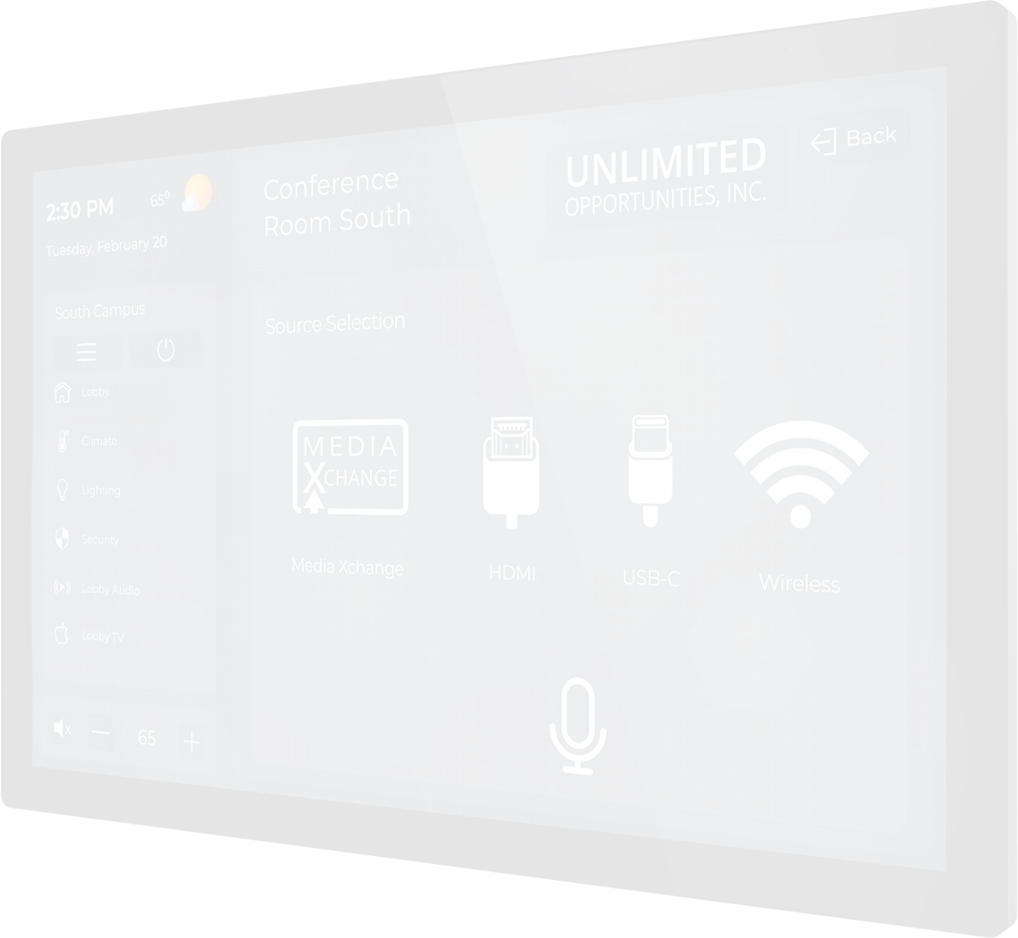 2:30 PM
65°
Tuesday, February 20
Conference
Room South
UNLIMITED
OPPORTUNITIES, INC.
Back
South Campus
Lobby
Climate
Lighting
Security
Lobby Audio
Lobby TV
65
Source Selection
MEDIA
XCHANGE
Media Xchange
HDMI
USB-C
Wireless